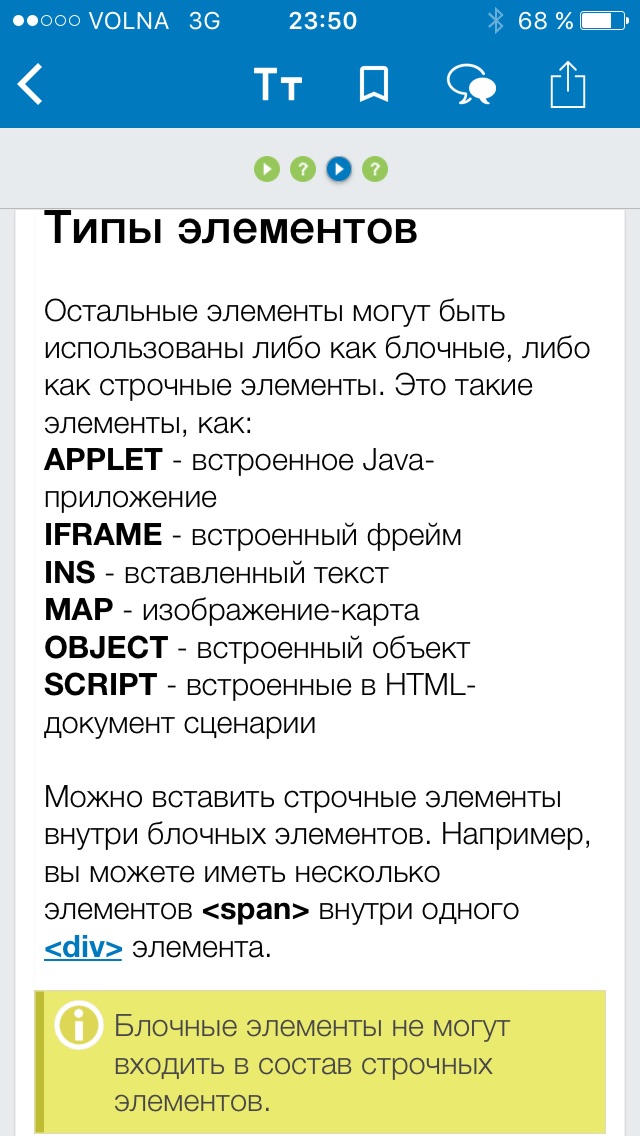 VOLNA 3G 23:50 68 %
Тт
? ?
Типы элементов
Остальные элементы могут быть
использованы либо как блочные, либо
как строчные элементы. Это такие
элементы, как:
APPLET - встроенное Java-
приложение
IFRAME - встроенный фрейм
INS - вставленный текст
MAP - изображение-карта
OBJECT - встроенный объект
SCRIPT - встроенные в HTML-
документ сценарии
Можно вставить строчные элементы
внутри блочных элементов. Например,
вы можете иметь несколько
элементов <span> внутри одного
<div> элемента.
Блочные элементы не могут
входить в состав строчных
элементов.